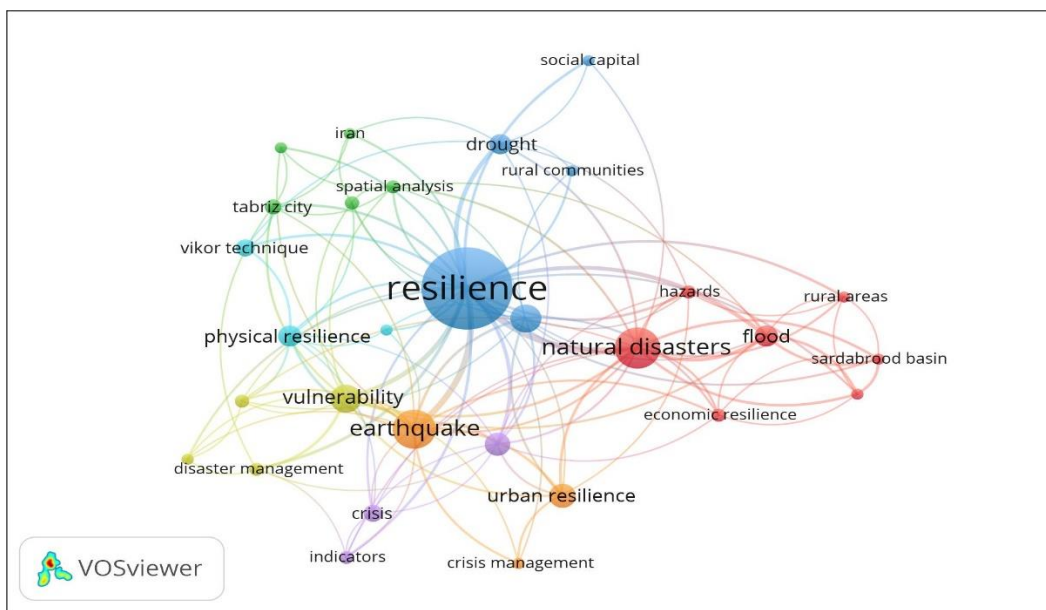 social capital
iran
drought
rural communities
spatial analysis
tabriz city
vikor technique
resilience
hazards
rural areas
physical resilience
natural disasters
flood
sardabrood basin
vulnerability
economic resilience
earthquake
disaster management
urban resilience
crisis
indicators
crisis management
VOSviewer